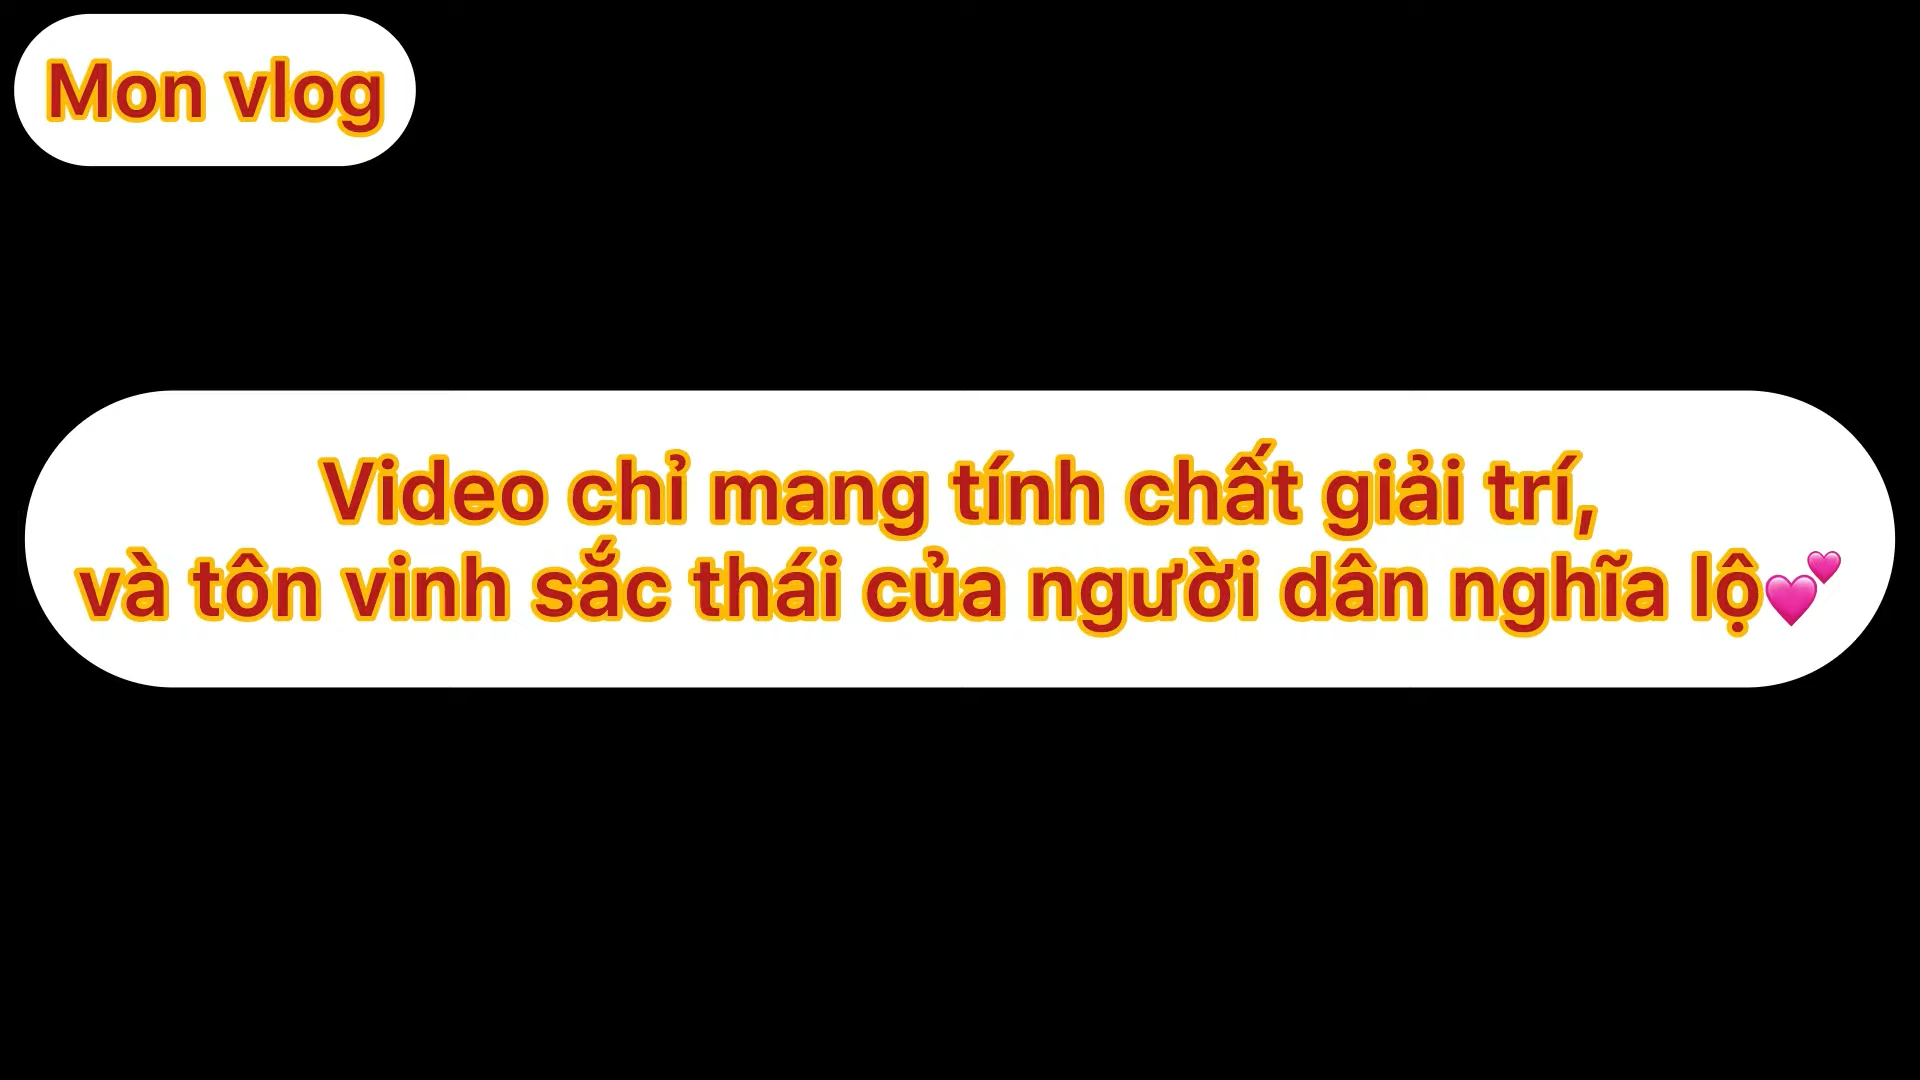 Mon vlog
Video chỉ mang tính chất giải trí,
và tôn vinh sắc thái của người dân nghĩa lộ💕